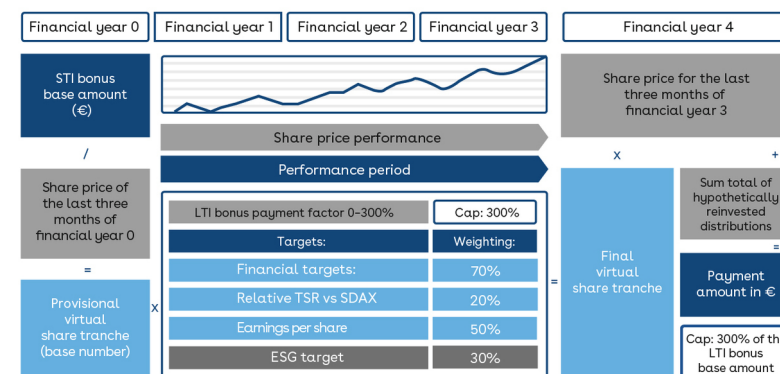 Financial year 0
Financial year 1
Financial year 2
Financial year 3
Financial year 4
STI bonus
base amount
(€)
/
Share price of
the last three
months of
financial year 0
=
Provisional
virtual
share tranche
(base number)
x
Share price performance
Performance period
LTI bonus payment factor 0–300%
Cap: 300%
Targets:
Weighting:
Financial targets:
70%
Relative TSR vs SDAX
20%
Earnings per share
50%
ESG target
30%
=
Share price for the last
three months of
financial year 3
x
+
Final
virtual
share tranche
Sum total of
hypothetically
reinvested
distributions
=
Payment
amount in €
Cap: 300% of th
LTI bonus
base amount